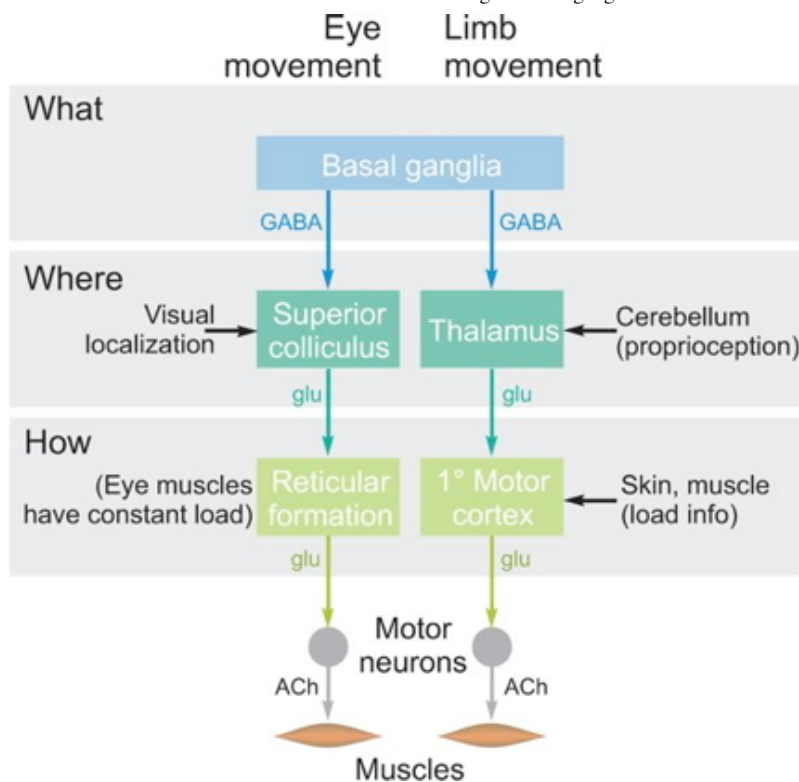 Eye movement
Limb movement
What
Basal ganglia
GABA
GABA
Where
Visual localization
Superior colliculus
Thalamus
Cerebellum (proprioception)
glu
glu
How
(Eye muscles have constant load)
Reticular formation
1° Motor cortex
Skin, muscle (load info)
glu
glu
Motor neurons
ACh
ACh
Muscles